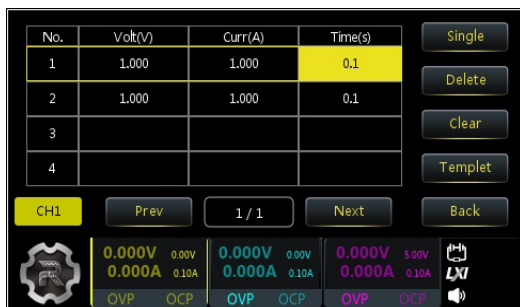 No. Volt(V) Curr(A) Time(s) Single
1 1.000 1.000 0.1
Delete
2 1.000 1.000 0.1
Clear
3
4 Templet
CH1 Prev 1 / 1 Next Back
0.000V 0.00V 0.000V 0.00V 0.000V 5.00V
0.000A 0.10A 0.000A 0.10A 0.000A 0.10A LXI
OVP OCP OVP OCP OVP OCP